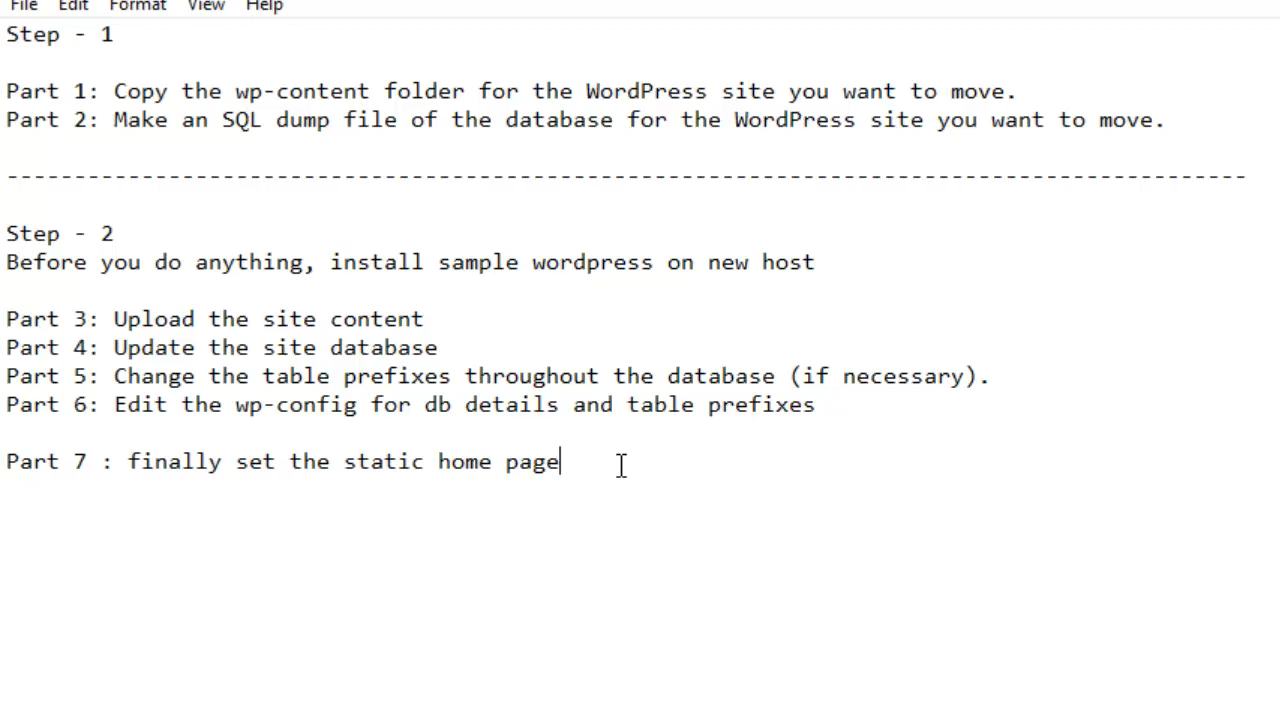 File Edit Format View Help
Step - 1
Part 1: Copy the wp-content folder for the WordPress site you want to move.
Part 2: Make an SQL dump file of the database for the WordPress site you want to move.
--------------------------------------------------------------------------------------------
Step - 2
Before you do anything, install sample wordpress on new host
Part 3: Upload the site content
Part 4: Update the site database
Part 5: Change the table prefixes throughout the database (if necessary).
Part 6: Edit the wp-config for db details and table prefixes
Part 7 : finally set the static home page